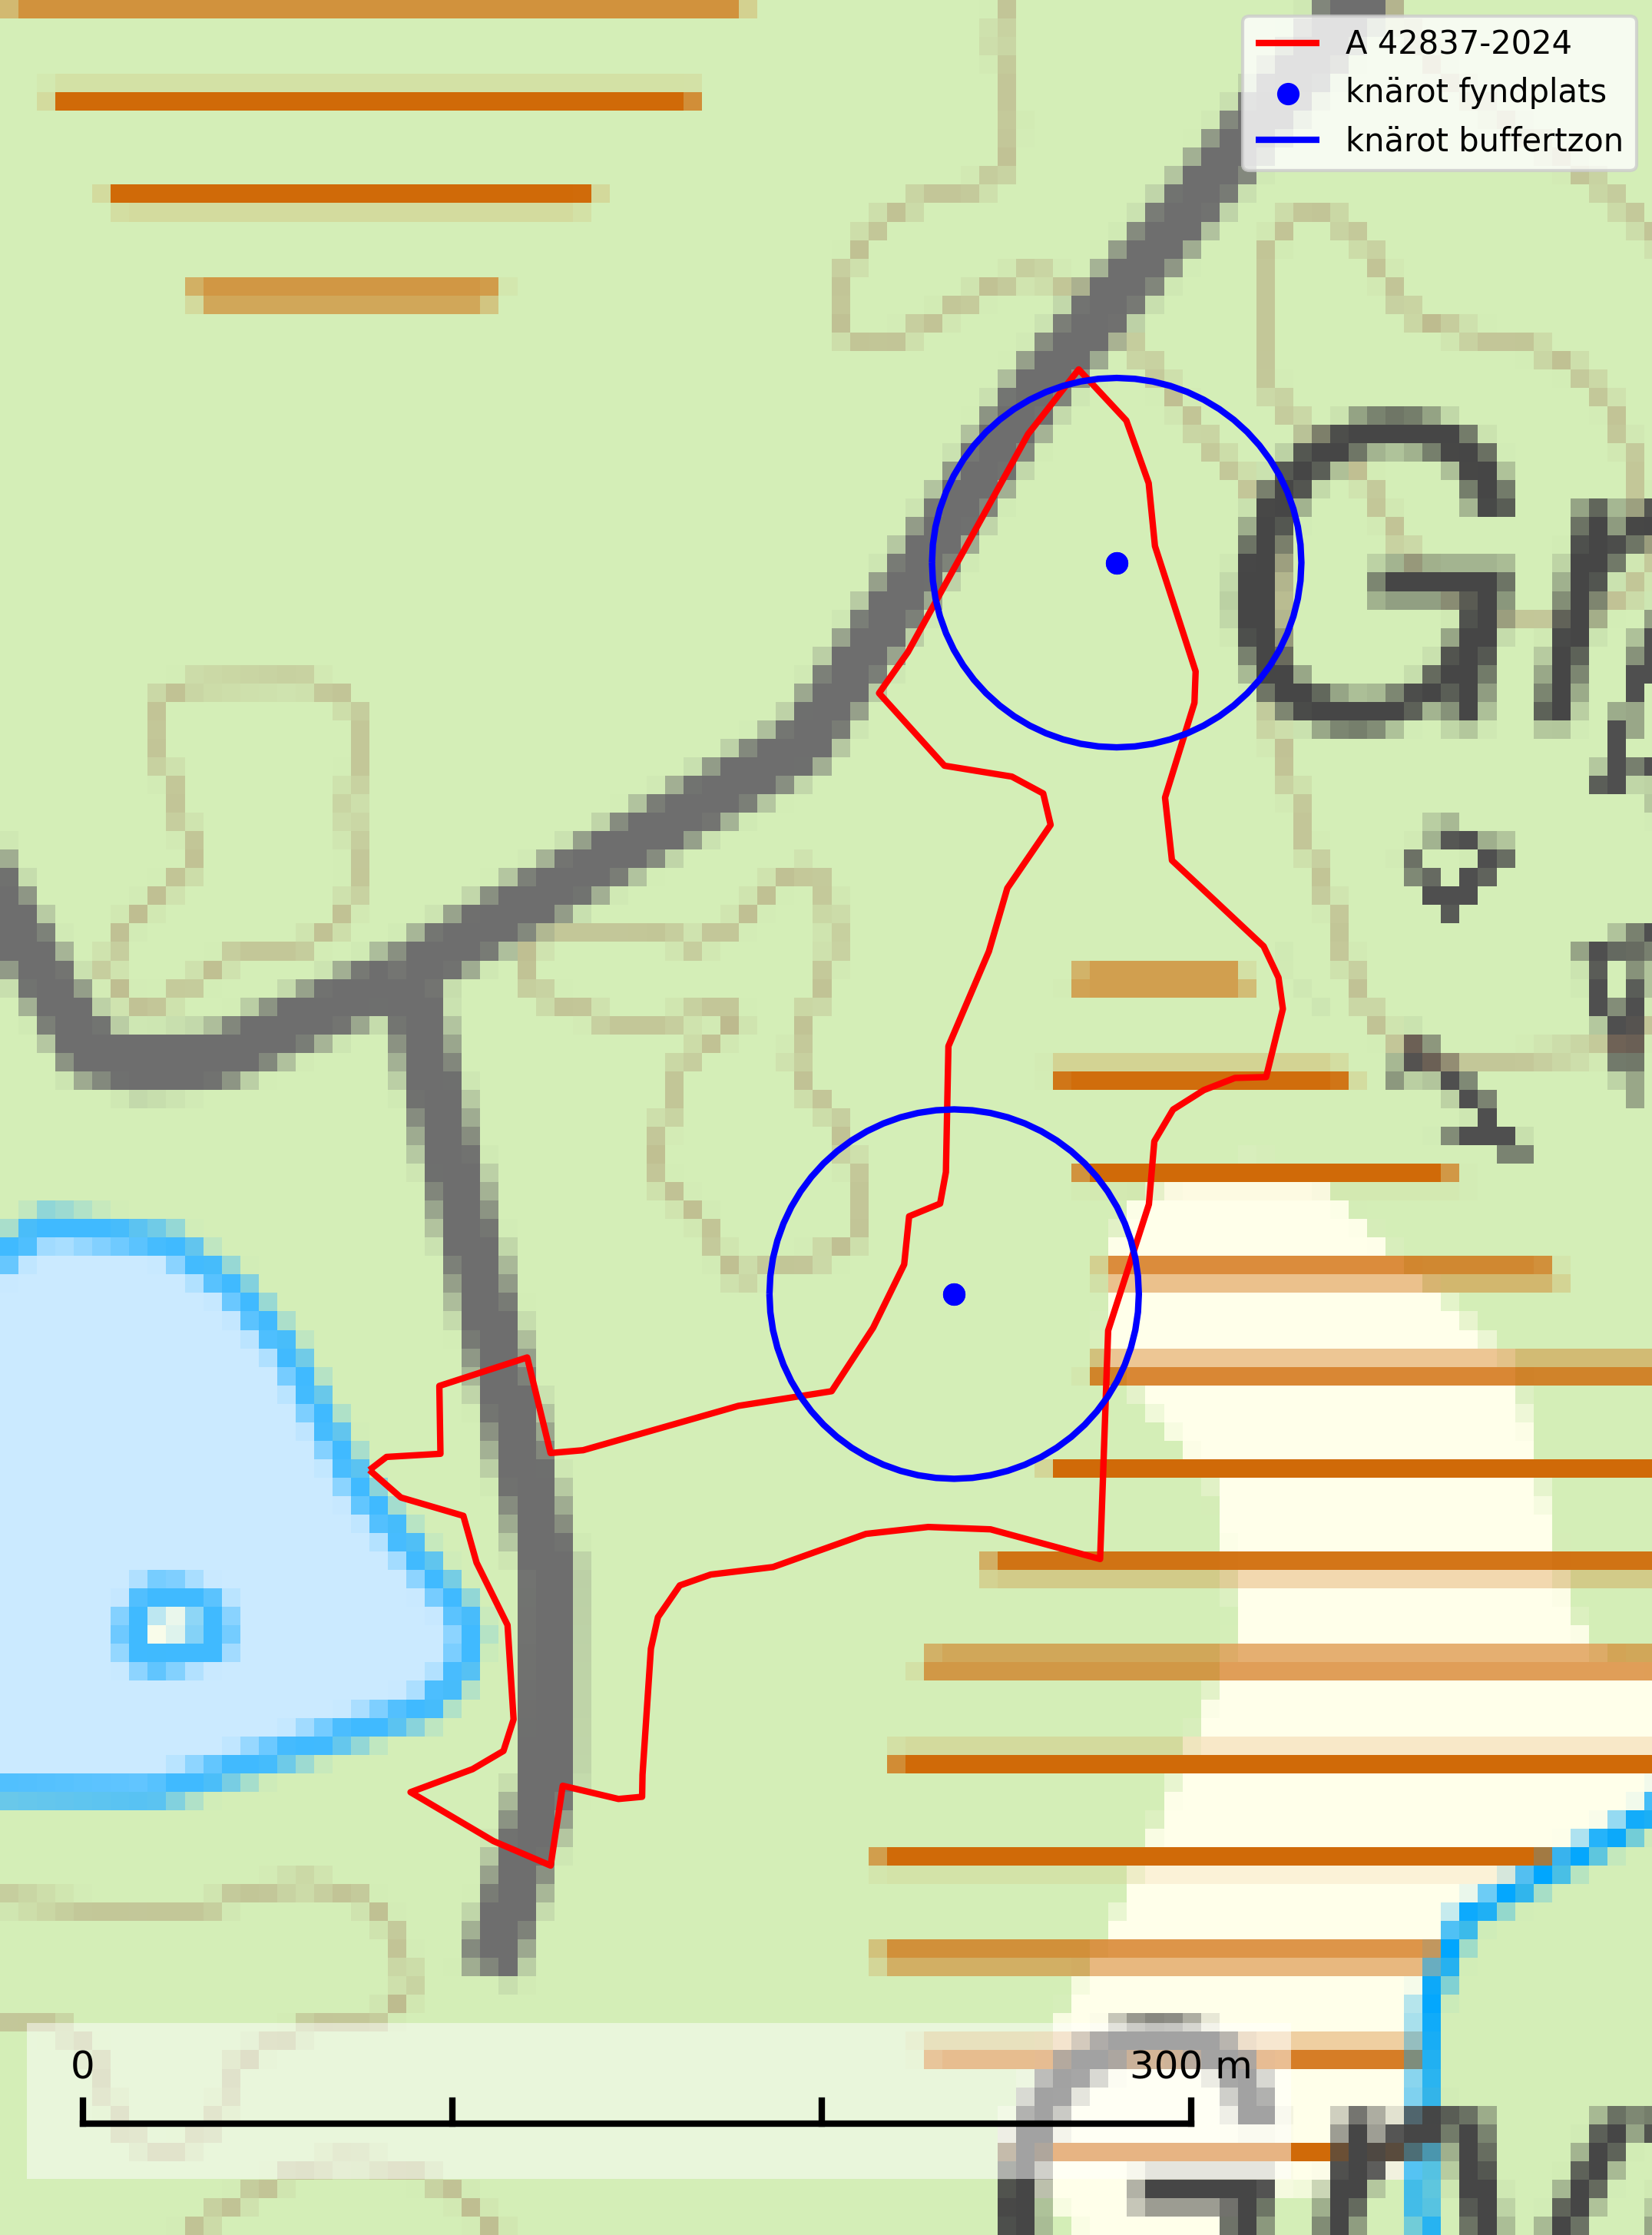 A 42837-2024
knärot fyndplats
knärot buffertzon
0
300 m